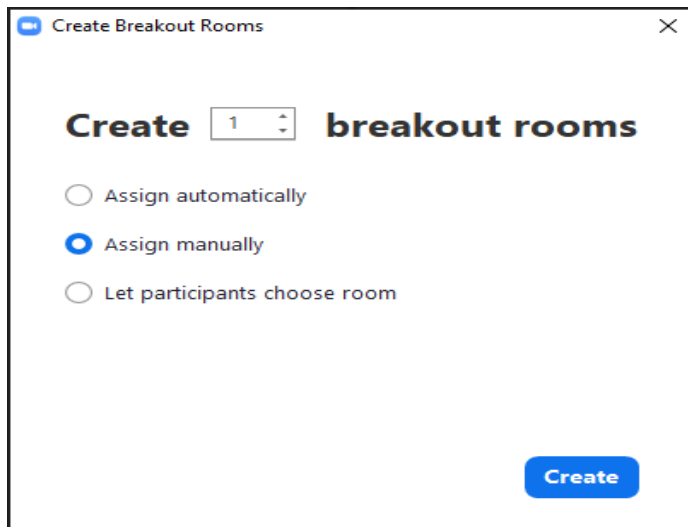 Create Breakout Rooms
Create 1 breakout rooms
Assign automatically
Assign manually
Let participants choose room
Create